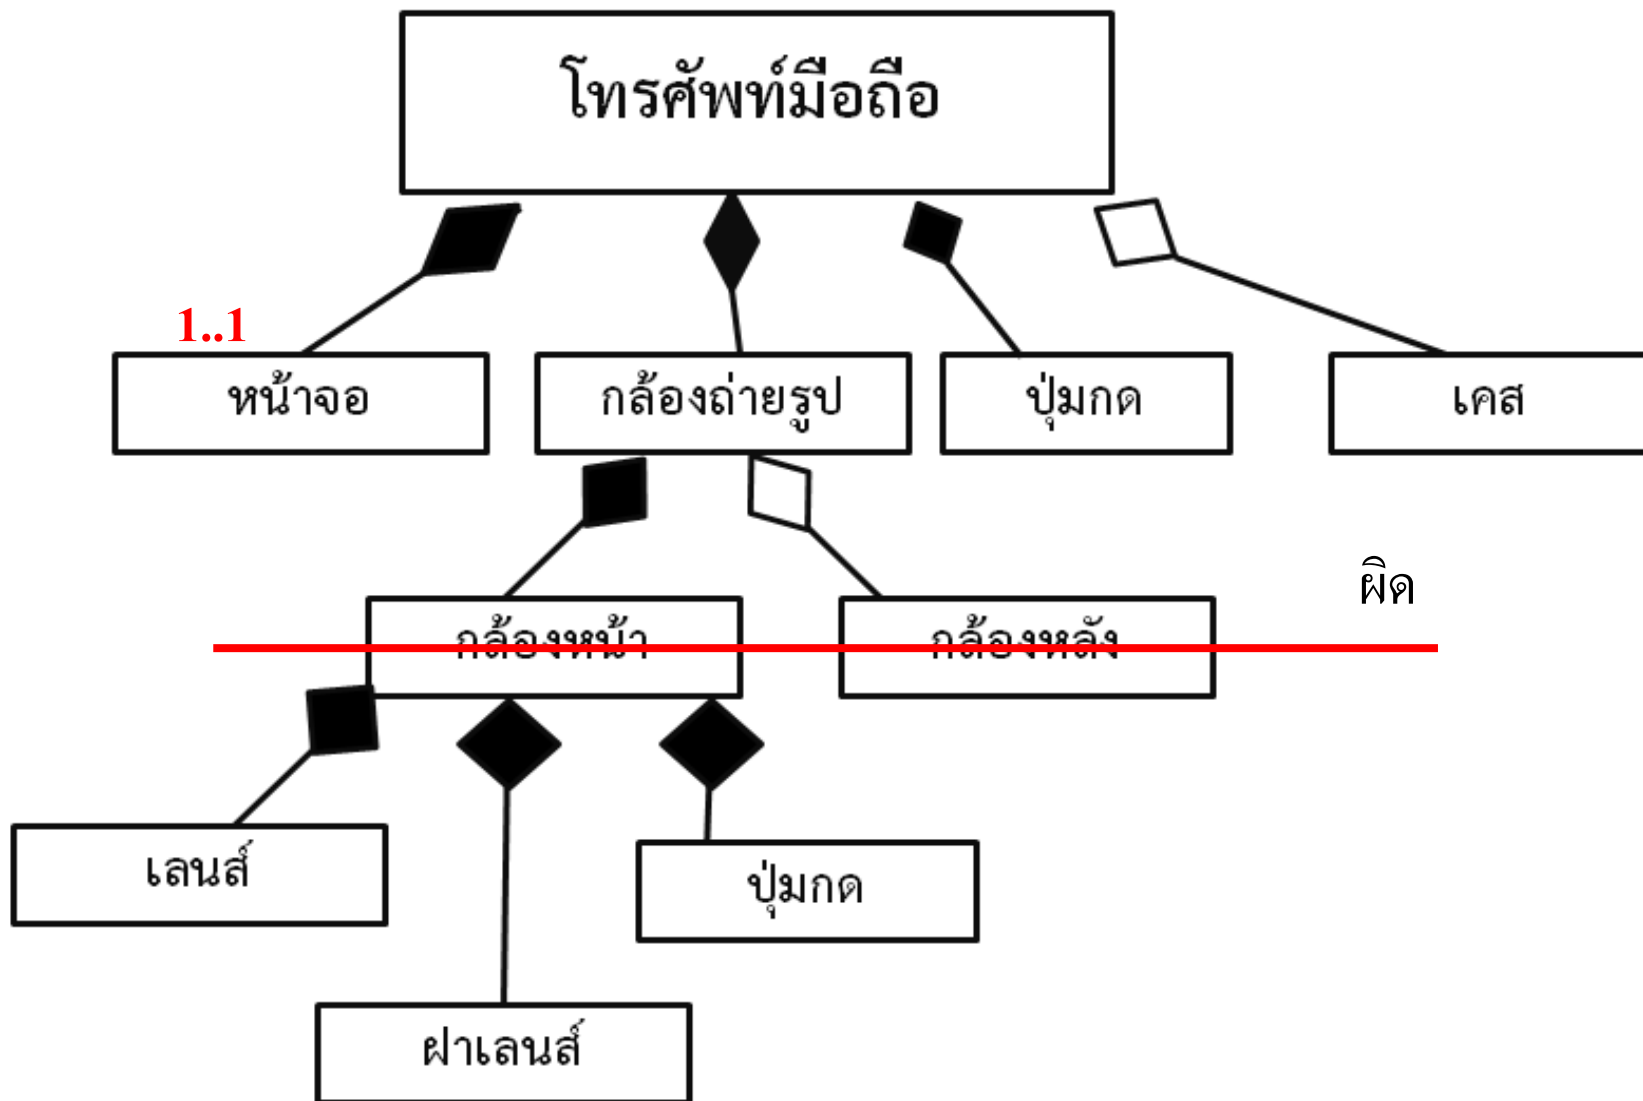 โทรศัพท์มือถือ
1..1
หน้าจอ
กล้องถ่ายรูป
ปุ่มกด
เคส
ผิด
กล้องหน้า
กล้องหลัง
เลนส์
ปุ่มกด
ฝาเลนส์